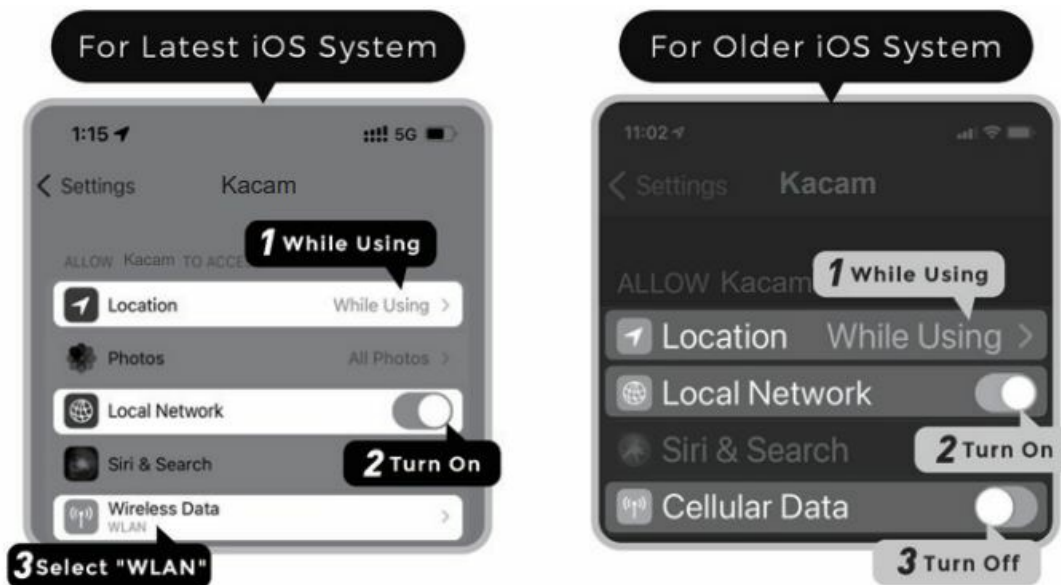 For Latest iOS System
1:15
5G
Settings
Kacam
1 While Using
ALLOW Kacam TO ACCE
Location
While Using
Photos
All Photos
Local Network
2 Turn On
Siri & Search
Wireless Data
WLAN
3 Select "WLAN"
For Older iOS System
11:02
Settings
Kacam
1 While Using
ALLOW Kacam
Location
While Using
Local Network
2 Turn On
Siri & Search
Cellular Data
3 Turn Off